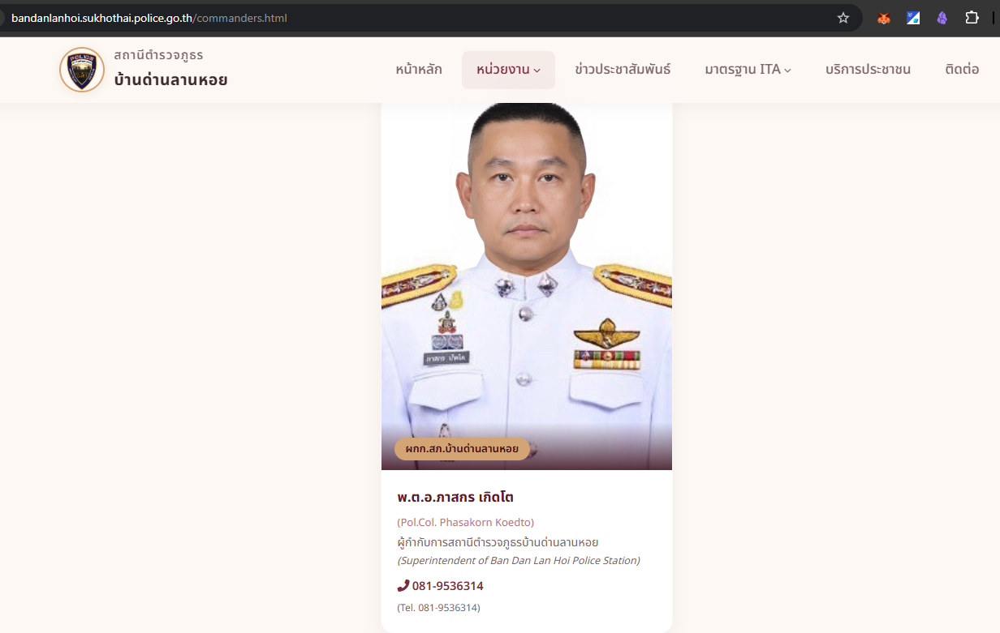 bandanlanhoi.sukhothai.police.go.th/commanders.html
สถานีตำรวจภูธร
บ้านด่านลานหอย
หน้าหลัก
หน่วยงาน
ข่าวประชาสัมพันธ์
มาตรฐาน ITA
บริการประชาชน
ติดต่อ
POLICE
ภาสกร เกิดโต
ผกก.สภ.บ้านด่านลานหอย
พ.ต.อ.ภาสกร เกิดโต
(Pol.Col. Phasakorn Koedto)
ผู้กำกับการสถานีตำรวจภูธรบ้านด่านลานหอย
(Superintendent of Ban Dan Lan Hoi Police Station)
081-9536314
(Tel. 081-9536314)